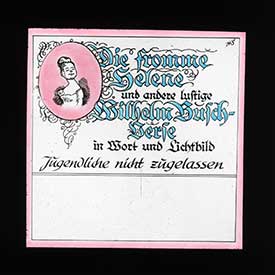 Die fromme
Helene
und andere lustige
Wilhelm Busch-
Verse
in Wort und Lichtbild
Jugendliche nicht zugelassen